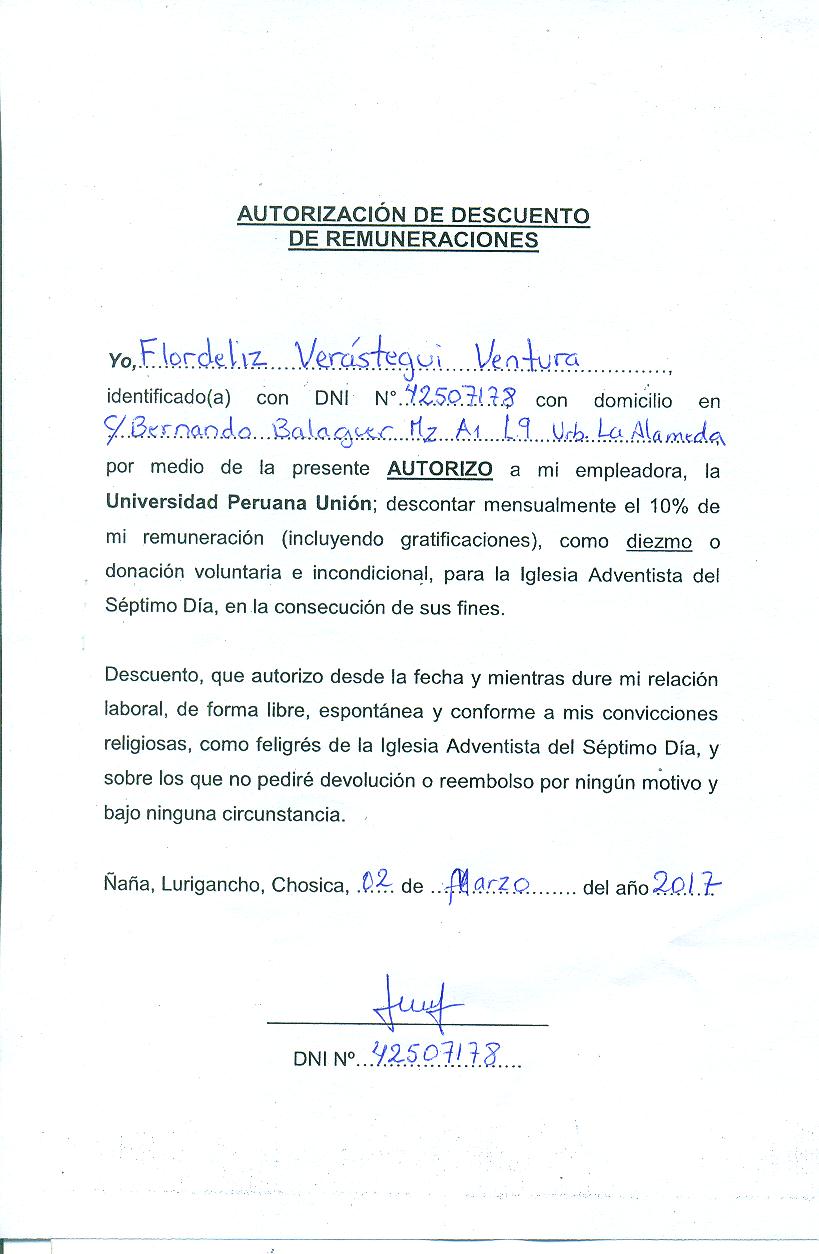 AUTORIZACIÓN DE DESCUENTO
DE REMUNERACIONES
Yo, Flordeliz Verástegui Ventura,
identificado(a) con DNI N° 42507178 con domicilio en
C/ Bernando Balaguer Mz A1 L9 Urb. La Alameda
por medio de la presente AUTORIZO a mi empleadora, la
Universidad Peruana Unión; descontar mensualmente el 10% de
mi remuneración (incluyendo gratificaciones), como diezmo o
donación voluntaria e incondicional, para la Iglesia Adventista del
Séptimo Día, en la consecución de sus fines.
Descuento, que autorizo desde la fecha y mientras dure mi relación
laboral, de forma libre, espontánea y conforme a mis convicciones
religiosas, como feligrés de la Iglesia Adventista del Séptimo Día, y
sobre los que no pediré devolución o reembolso por ningún motivo y
bajo ninguna circunstancia.
Ñaña, Lurigancho, Chosica, 02 de Marzo del año 2017
DNI Nº 42507178